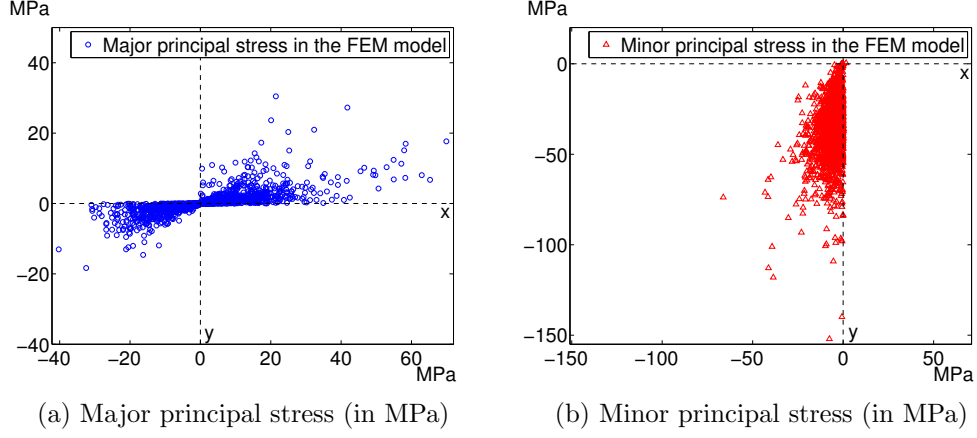 MPa
Major principal stress in the FEM model
40
20
0
−20
−40
x
y
−40 −20 0 20 40 60
MPa
(a) Major principal stress (in MPa)
MPa
Minor principal stress in the FEM model
0
−50
−100
−150
x
y
−150 −100 −50 0 50
MPa
(b) Minor principal stress (in MPa)